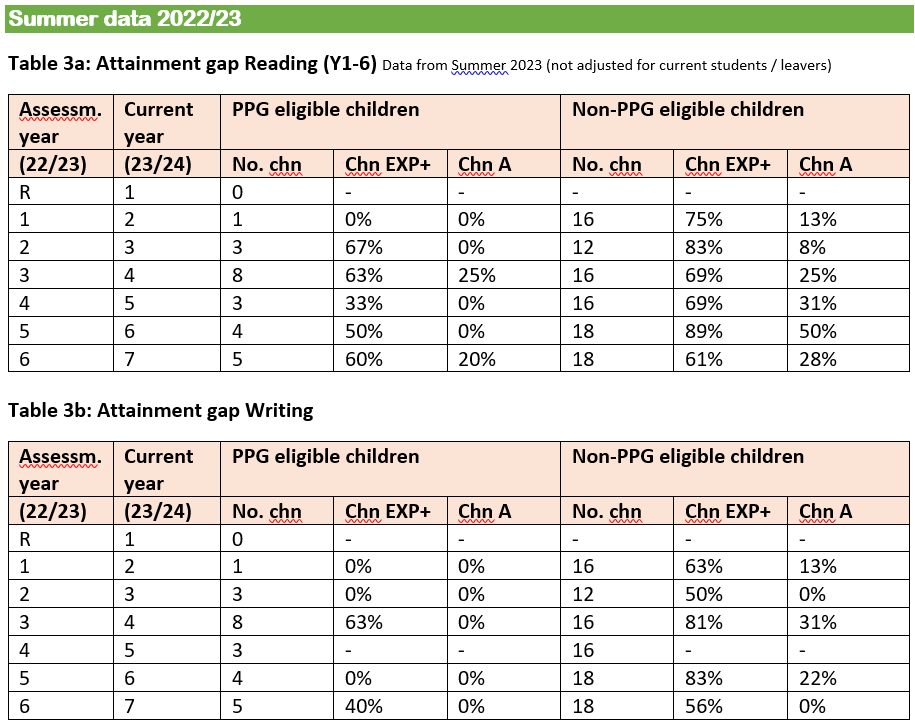 Summer data 2022/23
Table 3a: Attainment gap Reading (Y1-6) Data from Summer 2023 (not adjusted for current students / leavers)
Assessm. year Current year PPG eligible children Non-PPG eligible children
(22/23) (23/24) No. chn Chn EXP+ Chn A No. chn Chn EXP+ Chn A
R 1 0 - - - - -
1 2 1 0% 0% 16 75% 13%
2 3 3 67% 0% 12 83% 8%
3 4 8 63% 25% 16 69% 25%
4 5 3 33% 0% 16 69% 31%
5 6 4 50% 0% 18 89% 50%
6 7 5 60% 20% 18 61% 28%
Table 3b: Attainment gap Writing
Assessm. year Current year PPG eligible children Non-PPG eligible children
(22/23) (23/24) No. chn Chn EXP+ Chn A No. chn Chn EXP+ Chn A
R 1 0 - - - - -
1 2 1 0% 0% 16 63% 13%
2 3 3 0% 0% 12 50% 0%
3 4 8 63% 0% 16 81% 31%
4 5 3 - - 16 - -
5 6 4 0% 0% 18 83% 22%
6 7 5 40% 0% 18 56% 0%